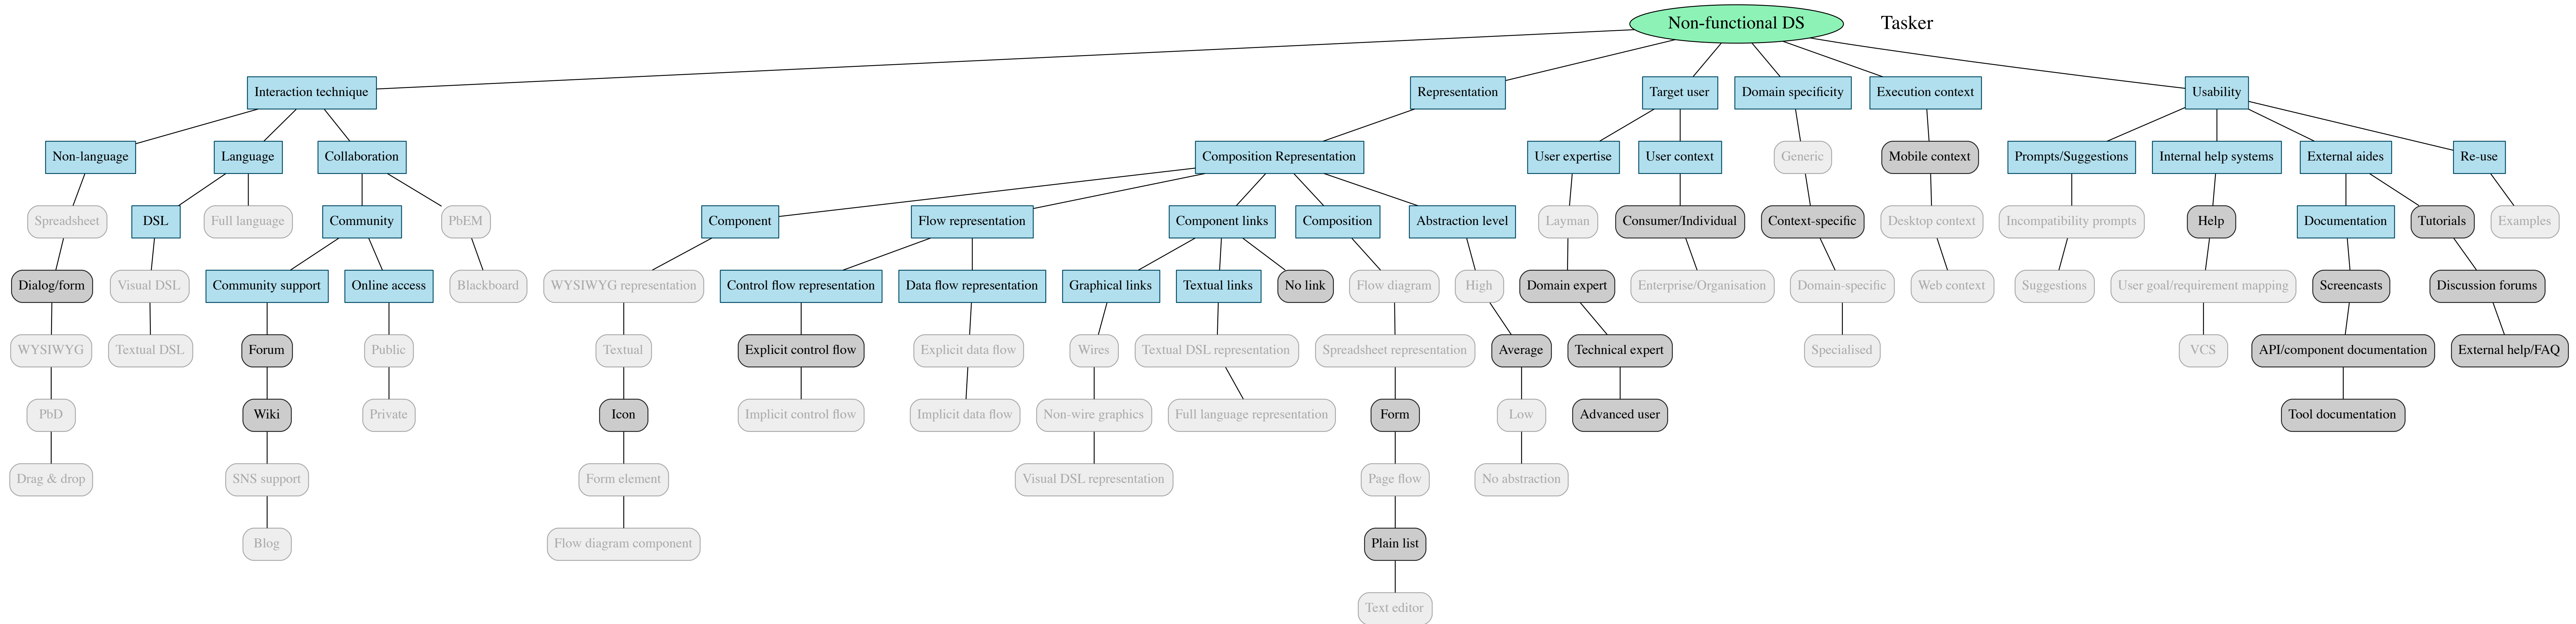 Non-functional DS
Tasker
Interaction technique
Representation
Target user
Domain specificity
Execution context
Usability
Non-language
Language
Collaboration
Composition Representation
User expertise
User context
Generic
Mobile context
Prompts/Suggestions
Internal help systems
External aides
Re-use
Spreadsheet
DSL
Full language
Community
PbEM
Component
Flow representation
Component links
Composition
Abstraction level
Layman
Consumer/Individual
Context-specific
Desktop context
Incompatibility prompts
Help
Documentation
Tutorials
Examples
Dialog/form
Visual DSL
Community support
Online access
Blackboard
WYSIWYG representation
Control flow representation
Data flow representation
Graphical links
Textual links
No link
Flow diagram
High
Domain expert
Enterprise/Organisation
Domain-specific
Web context
Suggestions
User goal/requirement mapping
Screencasts
Discussion forums
WYSIWYG
Textual DSL
Forum
Public
Textual
Explicit control flow
Explicit data flow
Wires
Textual DSL representation
Spreadsheet representation
Average
Technical expert
Specialised
VCS
API/component documentation
External help/FAQ
PbD
Wiki
Private
Icon
Implicit control flow
Implicit data flow
Non-wire graphics
Full language representation
Form
Low
Advanced user
Tool documentation
Drag & drop
SNS support
Form element
Visual DSL representation
Page flow
No abstraction
Blog
Flow diagram component
Plain list
Text editor